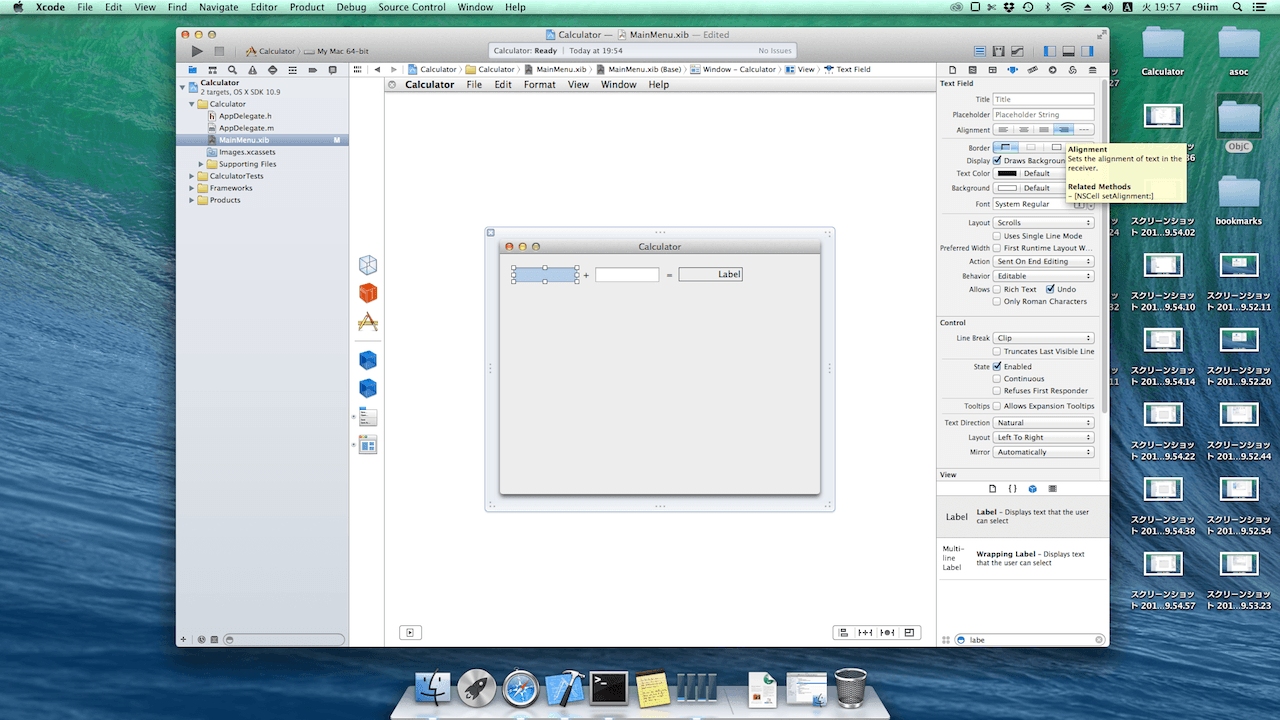 Xcode File Edit View Find Navigate Editor Product Debug Source Control Window Help
火 19:57 c9iim
Calculator — MainMenu.xib — Edited
Calculator My Mac 64-bit
Calculator: Ready | Today at 19:54
No Issues
Calculator
2 targets, OS X SDK 10.9
Calculator
AppDelegate.h
AppDelegate.m
MainMenu.xib M
Images.xcassets
Supporting Files
CalculatorTests
Frameworks
Products
Calculator Calculator MainMenu.xib MainMenu.xib (Base) Window – Calculator View Text Field
Calculator File Edit Format View Window Help
Calculator
+ = Label
Text Field
Title Title
Placeholder Placeholder String
Alignment
Border
Display Draws Background
Text Color Default
Background Default
Font System Regular
Layout Scrolls
Uses Single Line Mode
Preferred Width First Runtime Layout W...
Action Sent On End Editing
Behavior Editable
Allows Rich Text Undo
Only Roman Characters
Control
Line Break Clip
Truncates Last Visible Line
State Enabled
Continuous
Refuses First Responder
Tooltips Allows Expansion Tooltips
Text Direction Natural
Layout Left To Right
Mirror Automatically
View
Alignment
Sets the alignment of text in the
receiver.
Related Methods
– [NSCell setAlignment:]
Label
Label – Displays text that the user
can select
Multi-
line
Label
Wrapping Label – Displays text
that the user can select
labe
Calculator
asoc
ObjC
bookmarks
スクリーンショッ
ト 201...9.54.02
スクリーンショッ
ト 201...9.54.10
スクリーンショッ
ト 201...9.52.11
スクリーンショッ
ト 201...9.54.14
スクリーンショッ
ト 201...9.52.20
スクリーンショッ
ト 201...9.54.22
スクリーンショッ
ト 201...9.52.44
スクリーンショッ
ト 201...9.54.38
スクリーンショッ
ト 201...9.52.54
スクリーンショッ
ト 201...9.54.57
スクリーンショッ
ト 201...9.53.23